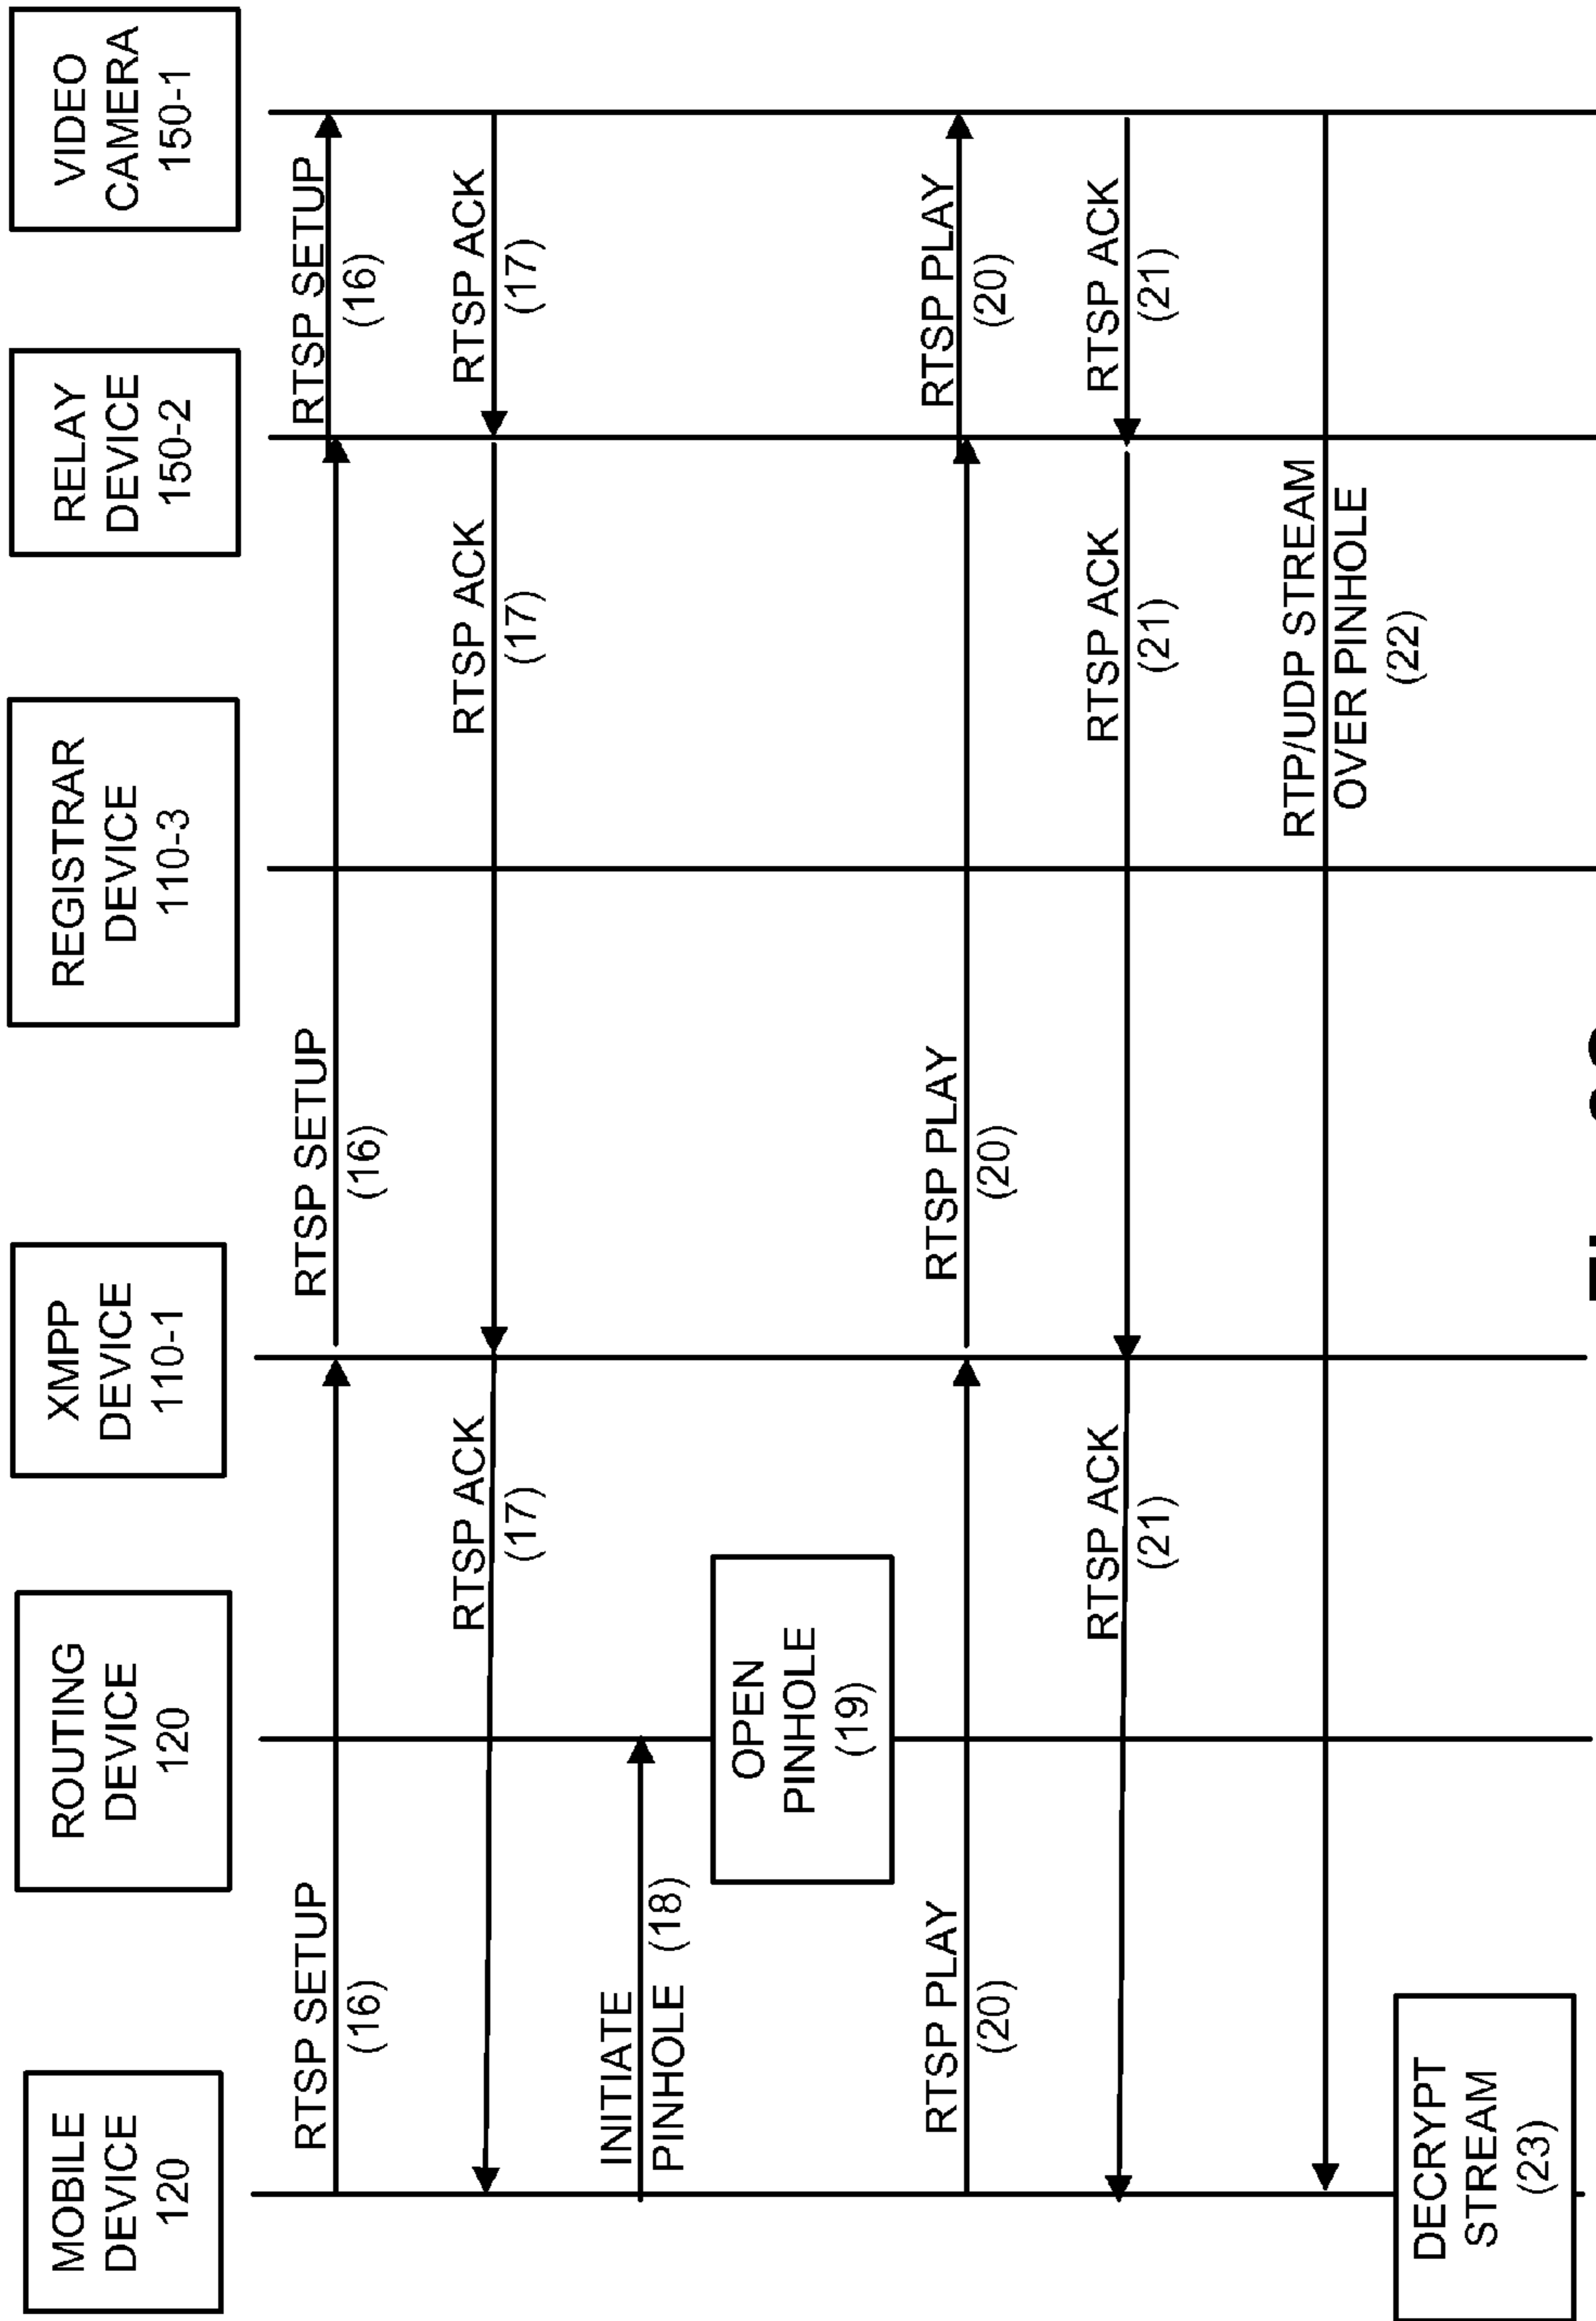 MOBILE
DEVICE
120
ROUTING
DEVICE
120
XMPP
DEVICE
110-1
REGISTRAR
DEVICE
110-3
RELAY
DEVICE
150-2
VIDEO
CAMERA
150-1
RTSP SETUP
(16)
RTSP SETUP
(16)
RTSP SETUP
(16)
RTSP ACK
(17)
RTSP ACK
(17)
RTSP ACK
(17)
INITIATE
PINHOLE (18)
OPEN
PINHOLE
(19)
RTSP PLAY
(20)
RTSP PLAY
(20)
RTSP PLAY
(20)
RTSP ACK
(21)
RTSP ACK
(21)
RTSP ACK
(21)
RTP/UDP STREAM
OVER PINHOLE
(22)
DECRYPT
STREAM
(23)